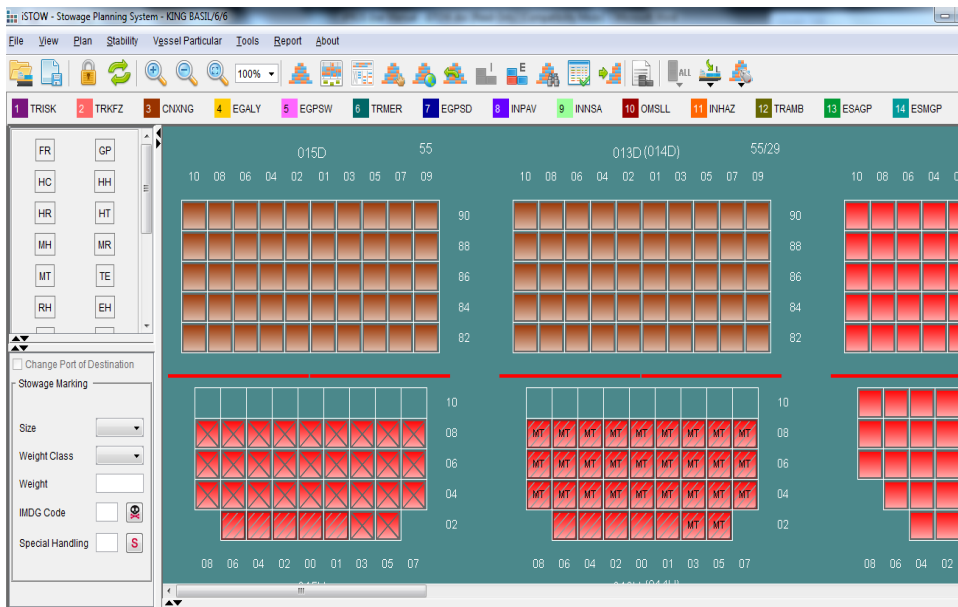 iSTOW - Stowage Planning System - KING BASIL/6/6
File View Plan Stability Vessel Particular Tools Report About
100% I E ALL L
1 TRISK 2 TRKFZ 3 CNXNG 4 EGALY 5 EGPSW 6 TRMER 7 EGPSD 8 INPAV 9 INNSA 10 OMSLL 11 INHAZ 12 TRAMB 13 ESAGP 14 ESMGP
FR GP
HC HH
HR HT
MH MR
MT TE
RH EH
Change Port of Destination
Stowage Marking
Size
Weight Class
Weight
IMDG Code
Special Handling S
015D 55
10 08 06 04 02 01 03 05 07 09
90
88
86
84
82
10
08
06
04
02
08 06 04 02 00 01 03 05 07
013D (014D) 55/29
10 08 06 04 02 01 03 05 07 09
90
88
86
84
82
10
MT MT MT MT MT MT MT MT MT 08
MT MT MT MT MT MT MT MT MT 06
MT MT MT MT MT MT MT MT MT 04
MT MT 02
08 06 04 02 00 01 03 05 07
10 08 06 04
08 06 04 02